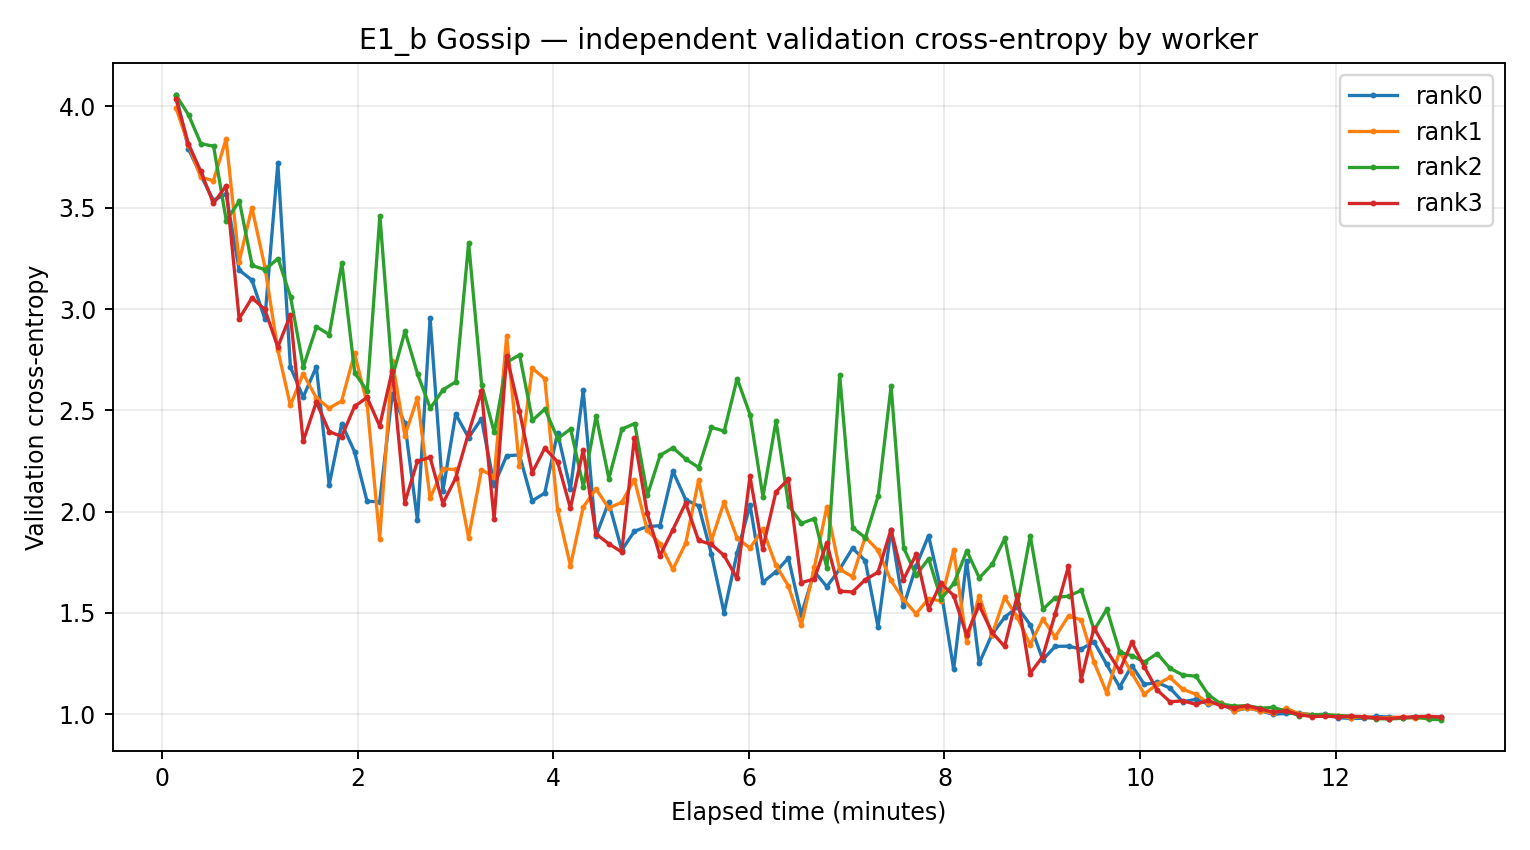 E1_b Gossip — independent validation cross-entropy by worker
4.0
3.5
3.0
2.5
2.0
1.5
1.0
Validation cross-entropy
rank0
rank1
rank2
rank3
0 2 4 6 8 10 12
Elapsed time (minutes)